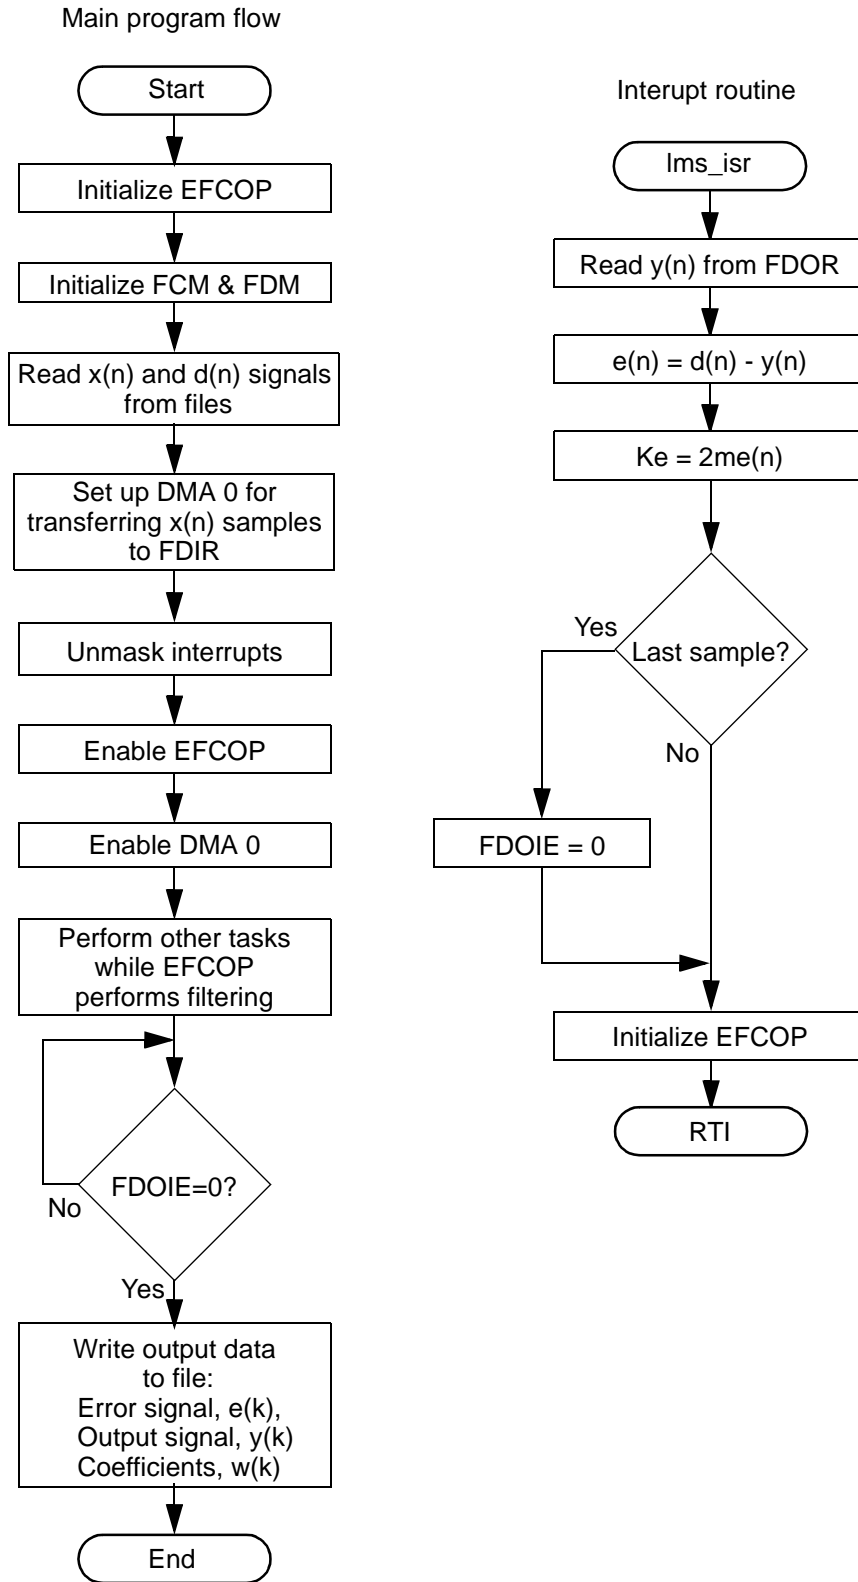 Main program flow
Start
Initialize EFCOP
Initialize FCM & FDM
Read x(n) and d(n) signals
from files
Set up DMA 0 for
transferring x(n) samples
to FDIR
Unmask interrupts
Enable EFCOP
Enable DMA 0
Perform other tasks
while EFCOP
performs filtering
FDOIE=0?
No
Yes
Write output data
to file:
Error signal, e(k),
Output signal, y(k)
Coefficients, w(k)
End
Interupt routine
lms_isr
Read y(n) from FDOR
e(n) = d(n) - y(n)
Ke = 2me(n)
Yes
Last sample?
No
FDOIE = 0
Initialize EFCOP
RTI